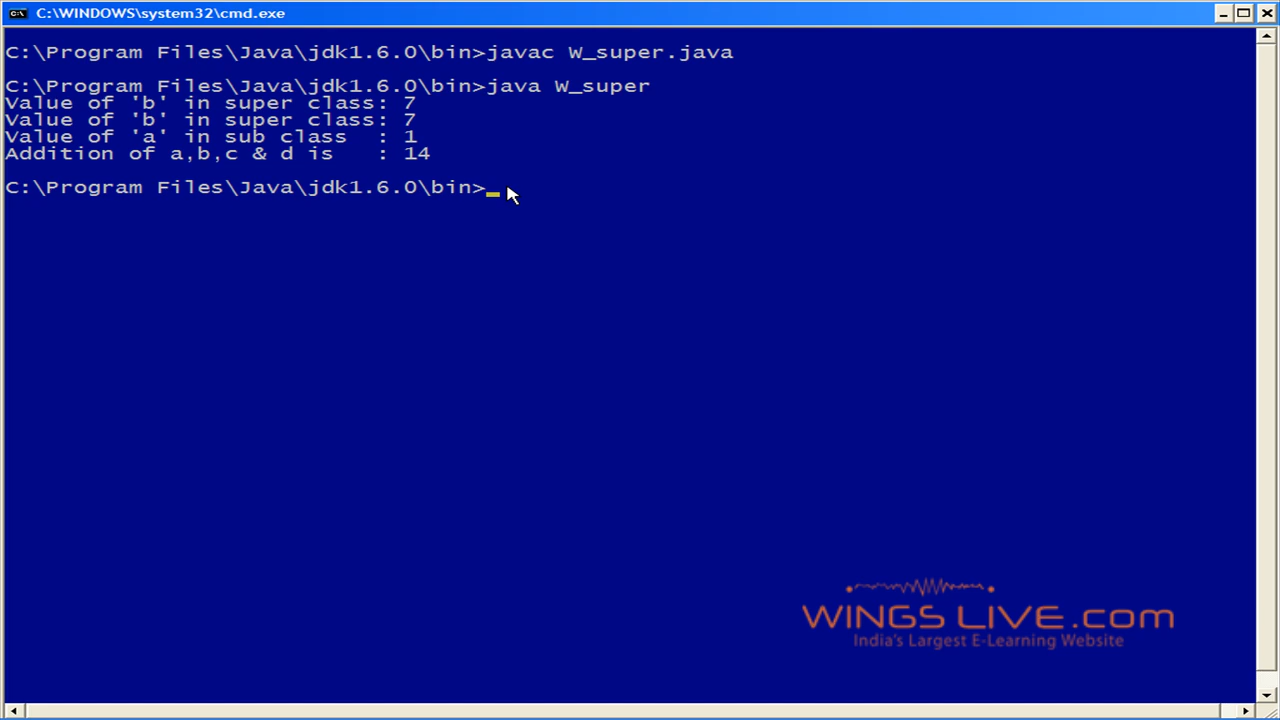 C:\WINDOWS\system32\cmd.exe
C:\Program Files\Java\jdk1.6.0\bin>javac W_super.java
C:\Program Files\Java\jdk1.6.0\bin>java W_super
Value of 'b' in super class: 7
Value of 'b' in super class: 7
Value of 'a' in sub class  : 1
Addition of a,b,c & d is   : 14
C:\Program Files\Java\jdk1.6.0\bin>_
WINGS LIVE.com
India's Largest E-Learning Website